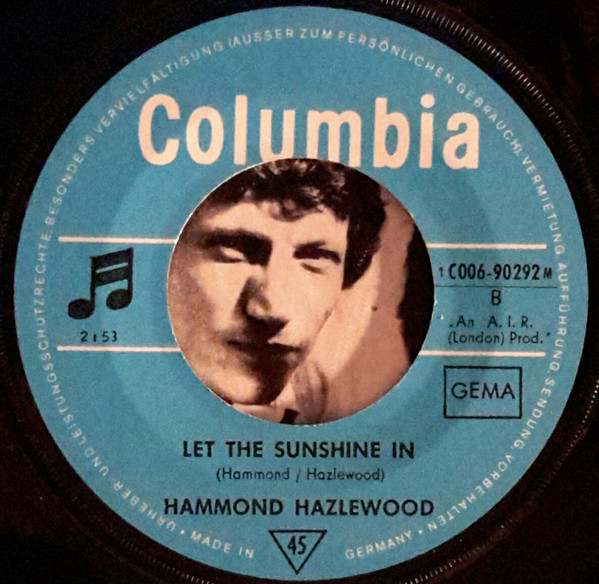 URHEBER- UND LEISTUNGSSCHUTZRECHTE, BESONDERS VERVIELFÄLTIGUNG (AUSSER ZUM PERSÖNLICHEN GEBRAUCH), VERMIETUNG, AUFFÜHRUNG, SENDUNG, VORBEHALTEN
Columbia
1 C006-90292 M
B
„An A. I. R.
(London) Prod."
2 : 53
GEMA
LET THE SUNSHINE IN
(Hammond / Hazlewood)
HAMMOND HAZLEWOOD
• MADE IN GERMANY •
45